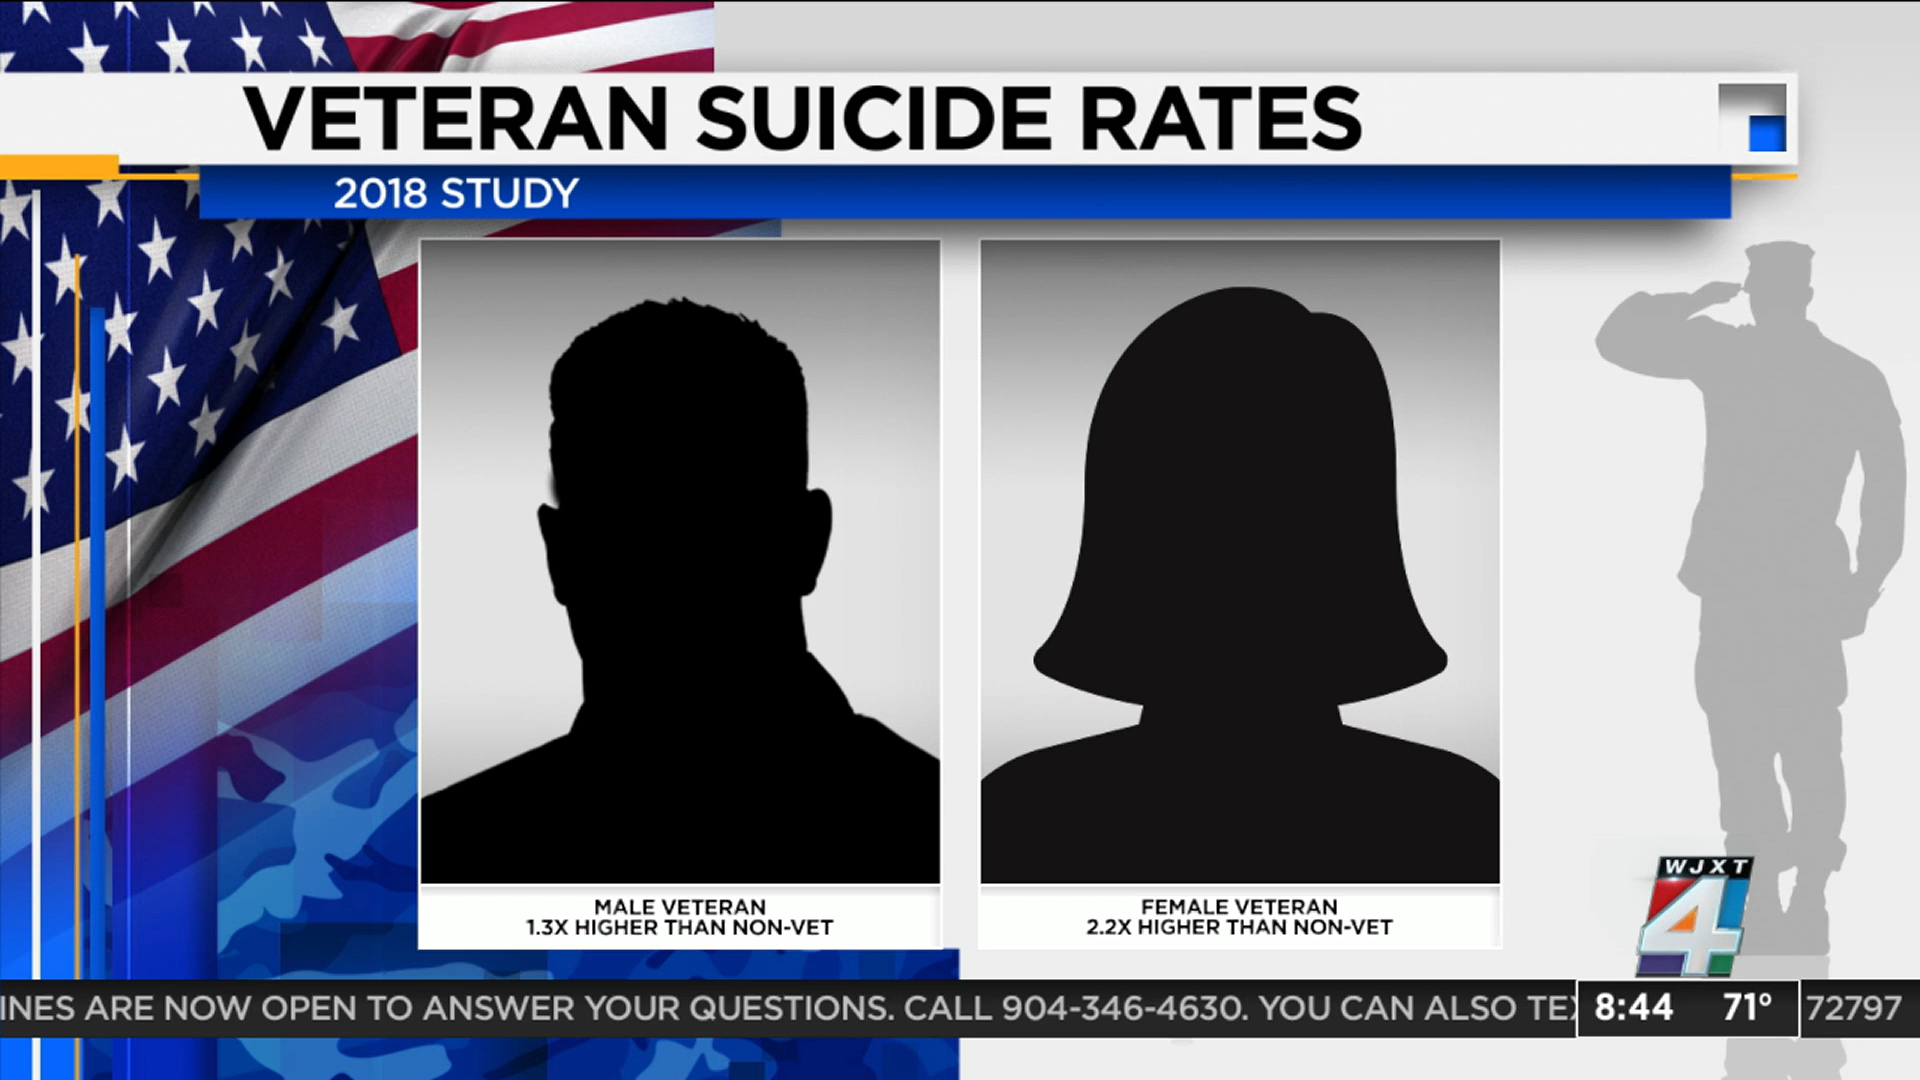 VETERAN SUICIDE RATES
2018 STUDY
MALE VETERAN
1.3X HIGHER THAN NON-VET
FEMALE VETERAN
2.2X HIGHER THAN NON-VET
WJXT
4
ARE NOW OPEN TO ANSWER YOUR QUESTIONS. CALL 904-346-4630. YOU CAN ALSO
8:44 71°
72797